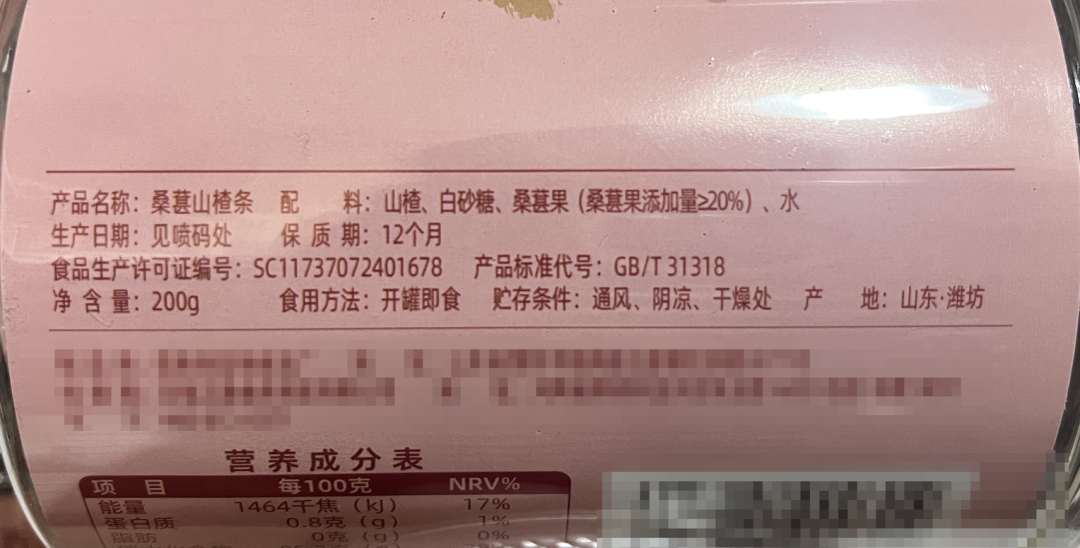 产品名称：桑葚山楂条 配 料：山楂、白砂糖、桑葚果（桑葚果添加量≥20%）、水
生产日期：见喷码处 保 质 期：12个月
食品生产许可证编号：SC11737072401678 产品标准代号：GB/T 31318
净 含 量：200g 食用方法：开罐即食 贮存条件：通风、阴凉、干燥处 产 地：山东·潍坊
营养成分表
项 目 每100克 NRV%
能量 1464千焦（kj） 17%
蛋白质 0.8克（g） 1%
脂肪 0克（g） 0%